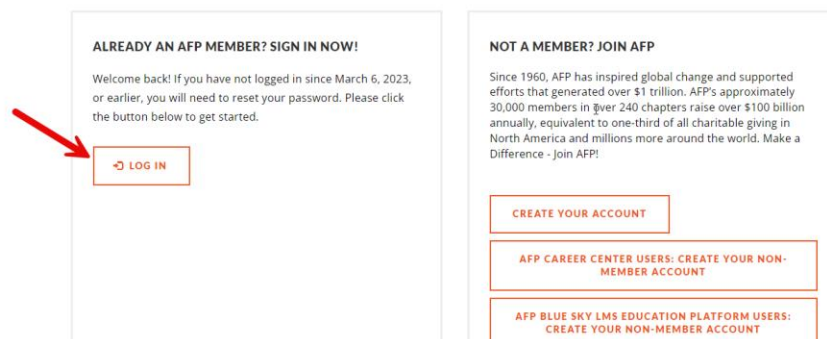 ALREADY AN AFP MEMBER? SIGN IN NOW!
Welcome back! If you have not logged in since March 6, 2023,
or earlier, you will need to reset your password. Please click
the button below to get started.
LOG IN
NOT A MEMBER? JOIN AFP
Since 1960, AFP has inspired global change and supported
efforts that generated over $1 trillion. AFP's approximately
30,000 members in over 240 chapters raise over $100 billion
annually, equivalent to one-third of all charitable giving in
North America and millions more around the world. Make a
Difference - Join AFP!
CREATE YOUR ACCOUNT
AFP CAREER CENTER USERS: CREATE YOUR NON-
MEMBER ACCOUNT
AFP BLUE SKY LMS EDUCATION PLATFORM USERS:
CREATE YOUR NON-MEMBER ACCOUNT